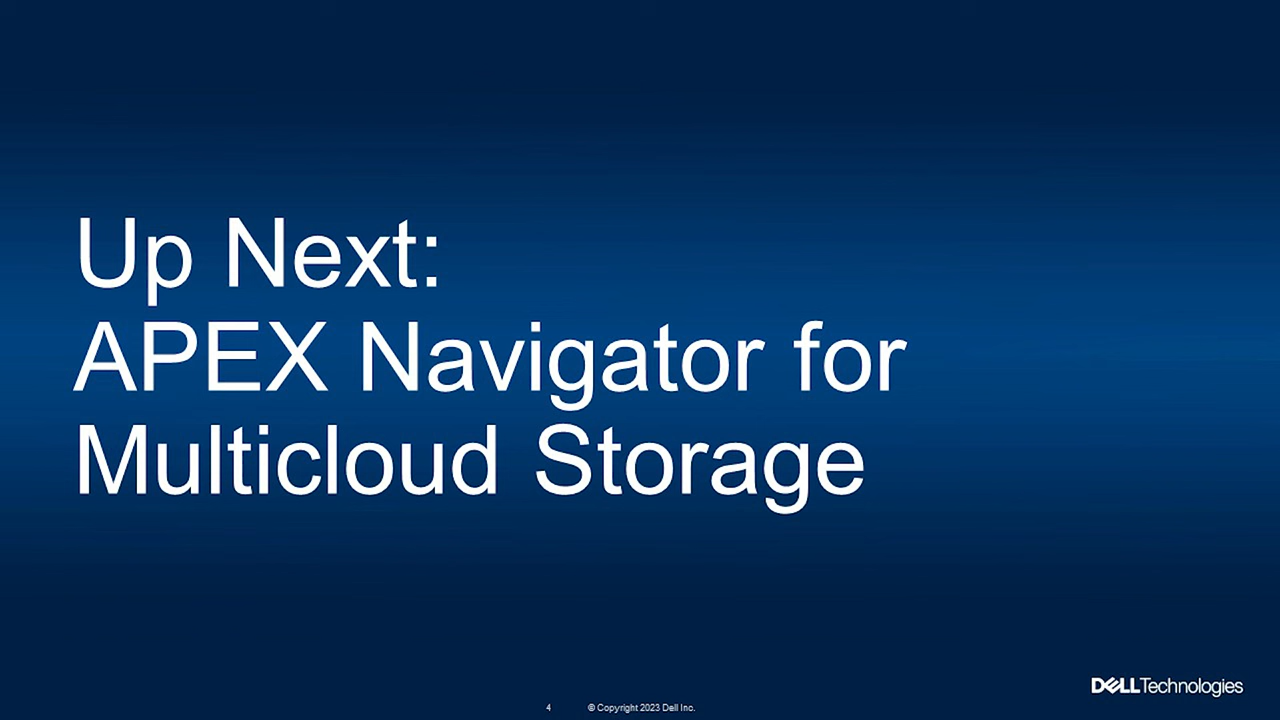 Up Next:
APEX Navigator for
Multicloud Storage
DELLTechnologies
4 © Copyright 2023 Dell Inc.